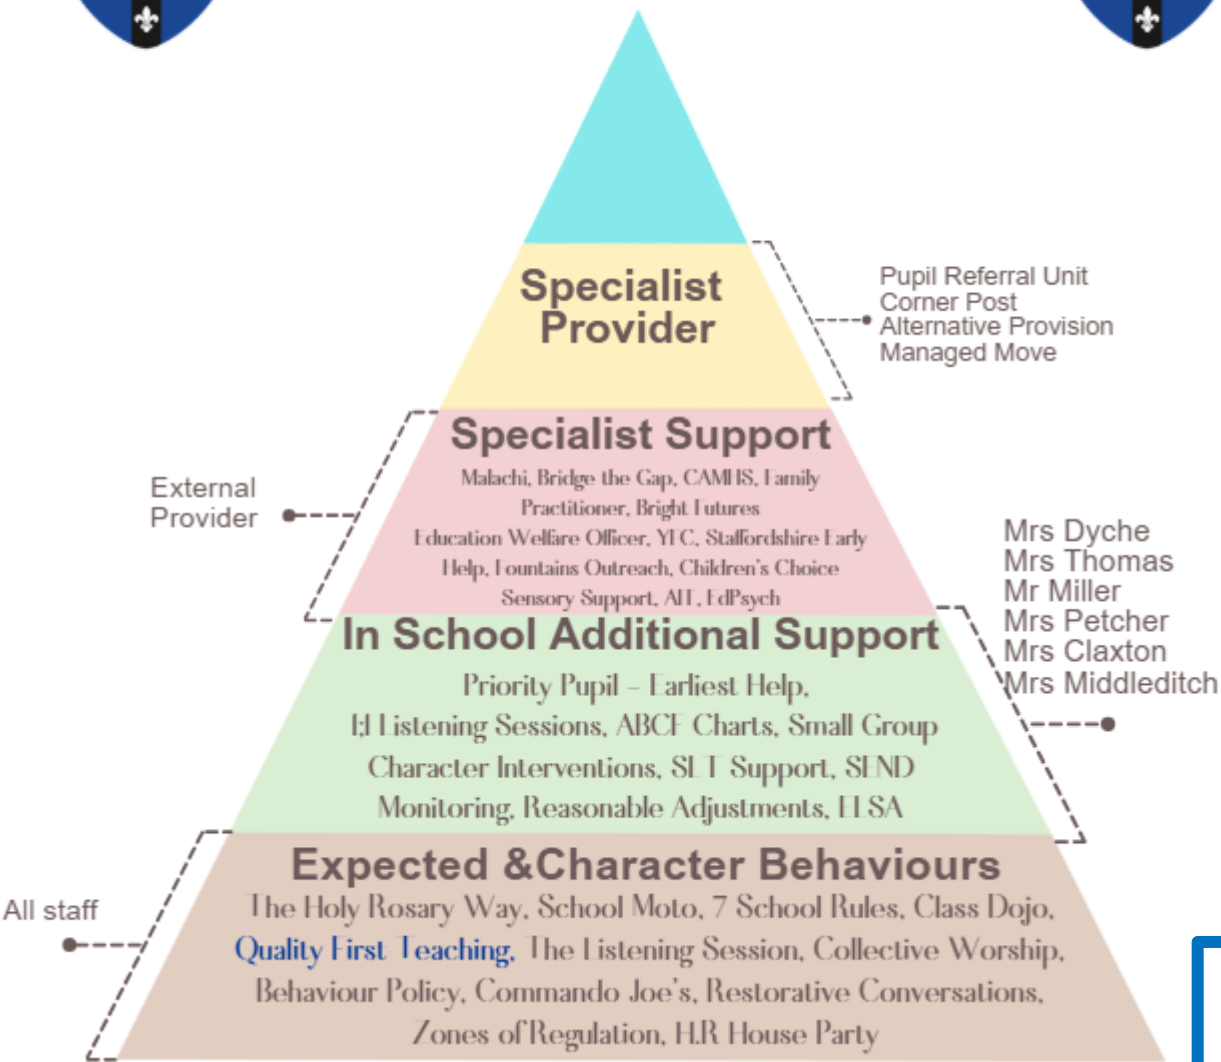 Specialist
Provider
Pupil Referral Unit
Corner Post
Alternative Provision
Managed Move
Specialist Support
Malachi, Bridge the Gap, CAMHS, Family
Practitioner, Bright Futures
Education Welfare Officer, YFC, Staffordshire Early
Help, Fountains Outreach, Children's Choice
Sensory Support, AIT, EdPsych
External
Provider
In School Additional Support
Priority Pupil – Earliest Help,
1:1 Listening Sessions, ABCF Charts, Small Group
Character Interventions, SLT Support, SEND
Monitoring, Reasonable Adjustments, ELSA
Mrs Dyche
Mrs Thomas
Mr Miller
Mrs Petcher
Mrs Claxton
Mrs Middleditch
Expected &Character Behaviours
The Holy Rosary Way, School Moto, 7 School Rules, Class Dojo,
Quality First Teaching, The Listening Session, Collective Worship,
Behaviour Policy, Commando Joe's, Restorative Conversations,
Zones of Regulation, H.R House Party
All staff